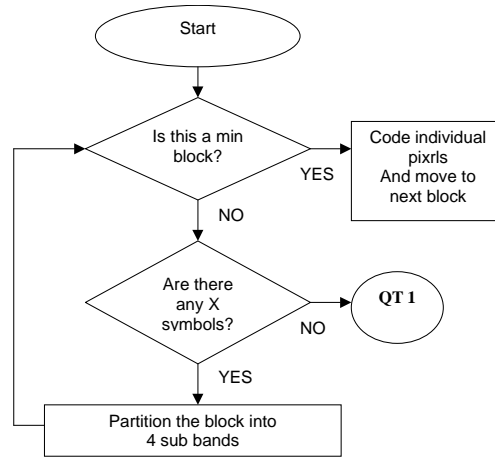 Start
Is this a min
block?
YES
Code individual
pixrls
And move to
next block
NO
Are there
any X
symbols?
NO
QT 1
YES
Partition the block into
4 sub bands